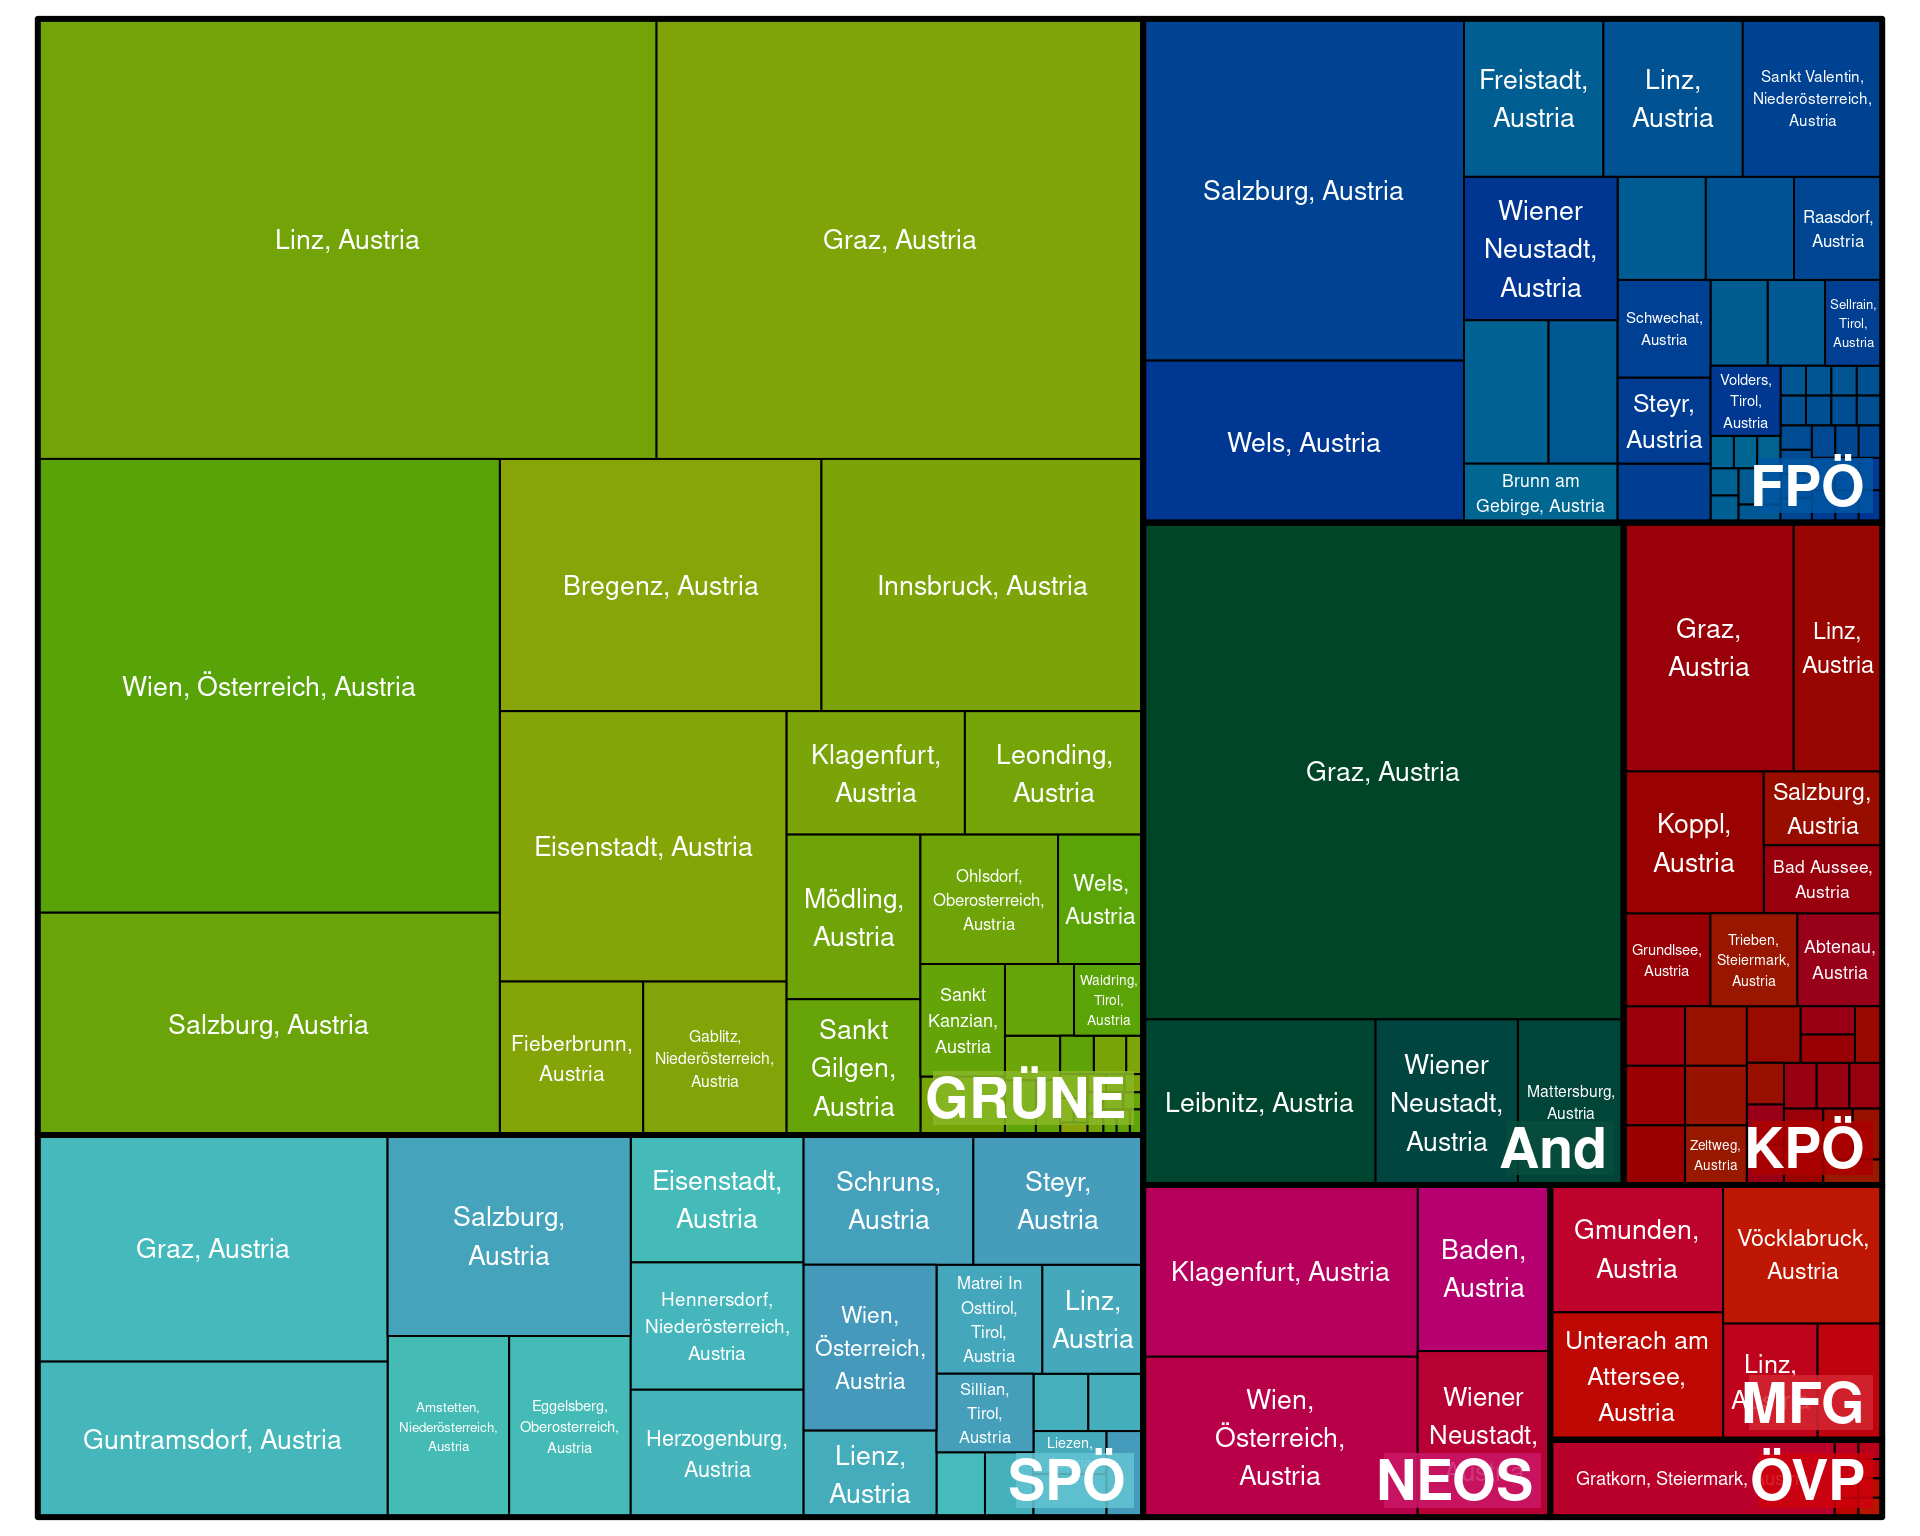 Linz, Austria
Graz, Austria
Wien, Österreich, Austria
Bregenz, Austria
Innsbruck, Austria
Eisenstadt, Austria
Klagenfurt,
Austria
Leonding,
Austria
Mödling,
Austria
Ohlsdorf,
Oberosterreich,
Austria
Wels,
Austria
Salzburg, Austria
Fieberbrunn,
Austria
Gablitz,
Niederösterreich,
Austria
Sankt
Gilgen,
Austria
Sankt
Kanzian,
Austria
Waidring,
Tirol,
Austria
GRÜNE
Graz, Austria
Guntramsdorf, Austria
Salzburg,
Austria
Amstetten,
Niederösterreich,
Austria
Eggelsberg,
Oberosterreich,
Austria
Eisenstadt,
Austria
Hennersdorf,
Niederösterreich,
Austria
Herzogenburg,
Austria
Schruns,
Austria
Steyr,
Austria
Wien,
Österreich,
Austria
Matrei In
Osttirol,
Tirol,
Austria
Linz,
Austria
Sillian,
Tirol,
Austria
Lienz,
Austria
Liezen,
SPÖ
Salzburg, Austria
Wels, Austria
Freistadt,
Austria
Linz,
Austria
Sankt Valentin,
Niederösterreich,
Austria
Wiener
Neustadt,
Austria
Raasdorf,
Austria
Schwechat,
Austria
Sellrain,
Tirol,
Austria
Steyr,
Austria
Volders,
Tirol,
Austria
Brunn am
Gebirge, Austria
FPÖ
Graz, Austria
Leibnitz, Austria
Wiener
Neustadt,
Austria
Mattersburg,
Austria
And
Graz,
Austria
Linz,
Austria
Koppl,
Austria
Salzburg,
Austria
Bad Aussee,
Austria
Grundlsee,
Austria
Trieben,
Steiermark,
Austria
Abtenau,
Austria
Zeltweg,
Austria
KPÖ
Klagenfurt, Austria
Baden,
Austria
Wien,
Österreich,
Austria
Wiener
Neustadt,
Austria
NEOS
Gmunden,
Austria
Vöcklabruck,
Austria
Unterach am
Attersee,
Austria
Linz,
MFG
Gratkorn, Steiermark,
ÖVP